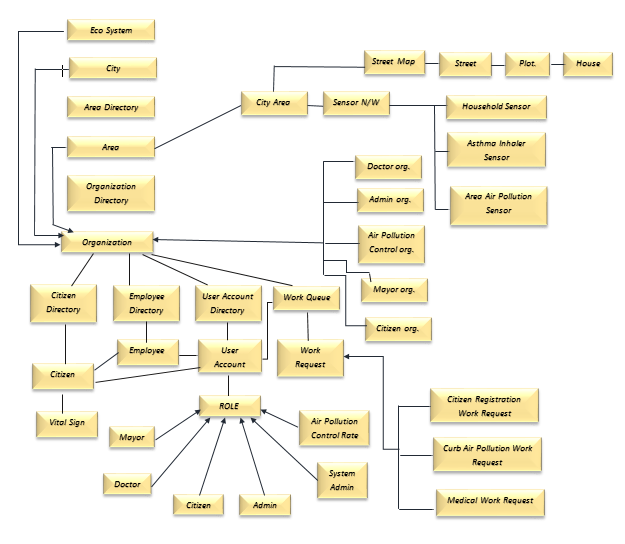 Eco System
City
Area Directory
Area
Organization
Directory
Organization
Street Map
Street
Plot.
House
City Area
Sensor N/W
Household Sensor
Asthma Inhaler
Sensor
Area Air Pollution
Sensor
Doctor org.
Admin org.
Air Pollution
Control org.
Mayor org.
Citizen org.
Citizen
Directory
Employee
Directory
User Account
Directory
Work Queue
Citizen
Employee
User
Account
Work
Request
Vital Sign
ROLE
Mayor
Doctor
Citizen
Admin
System
Admin
Air Pollution
Control Rate
Citizen Registration
Work Request
Curb Air Pollution Work
Request
Medical Work Request